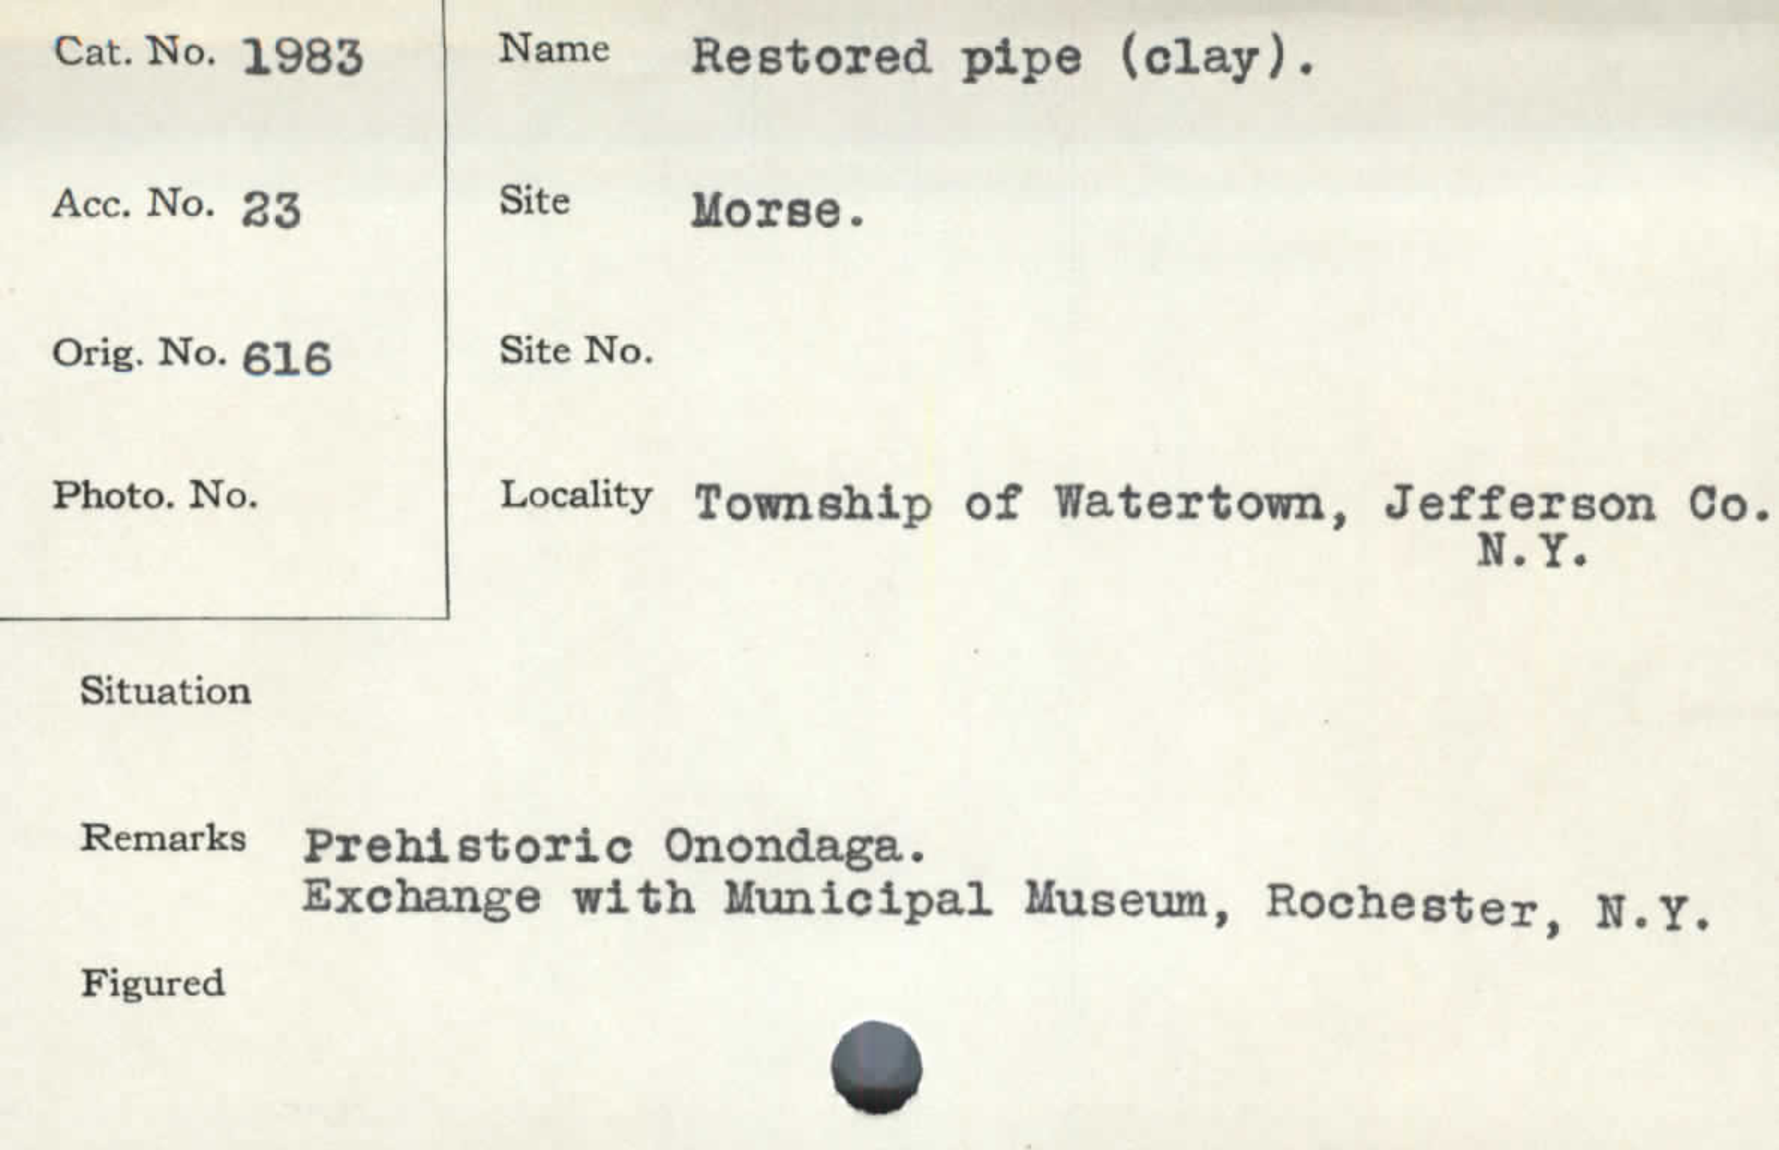 Cat. No. 1983
Name Restored pipe (clay).
Acc. No. 23
Site Morse.
Orig. No. 616
Site No.
Photo. No.
Locality Township of Watertown, Jefferson Co.
N.Y.
Situation
Remarks Prehistoric Onondaga.
Exchange with Municipal Museum, Rochester, N.Y.
Figured